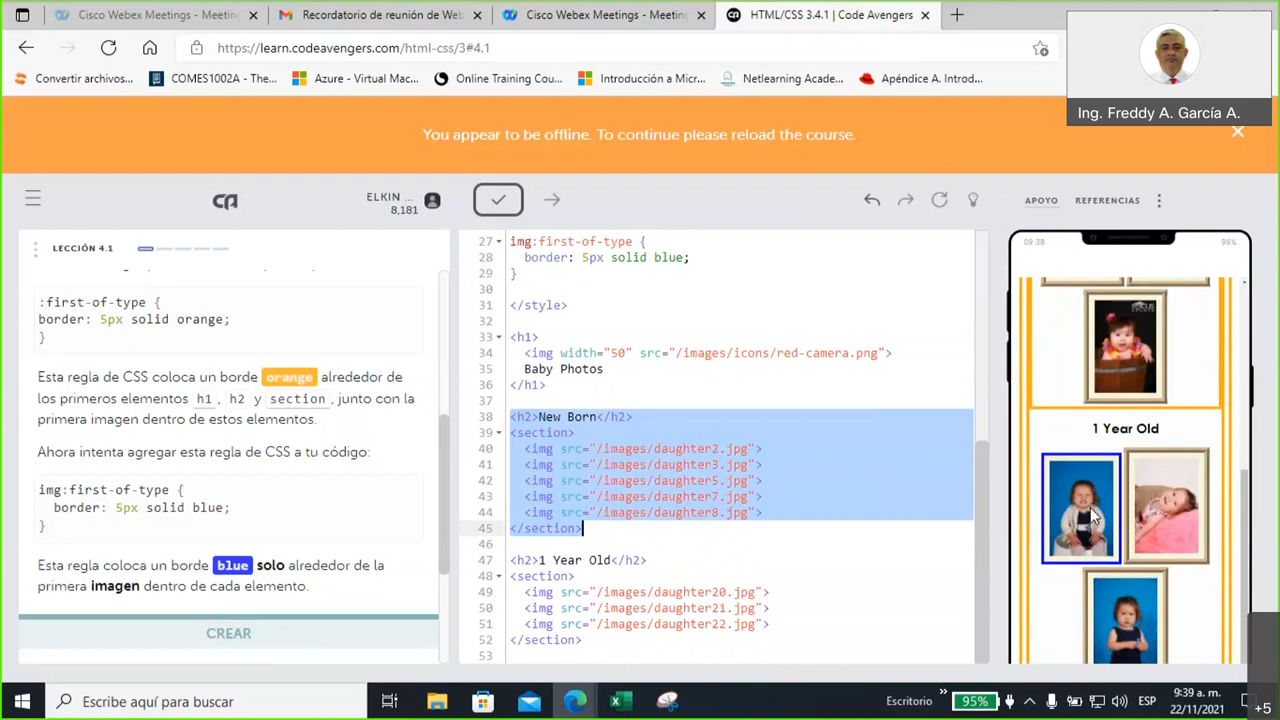 Cisco Webex Meetings - Meeting
Recordatorio de reunión de Web
Cisco Webex Meetings - Meeting
HTML/CSS 3.4.1 | Code Avengers
https://learn.codeavengers.com/html-css/3#4.1
Convertir archivos...
COMES1002A - The...
Azure - Virtual Mac...
Online Training Cou...
Introducción a Micr...
Netlearning Acade...
Apéndice A. Introd...
Ing. Freddy A. García A.
You appear to be offline. To continue please reload the course.
ELKIN ...
8,181
APOYO
REFERENCIAS
LECCIÓN 4.1
:first-of-type {
border: 5px solid orange;
}
Esta regla de CSS coloca un borde orange alrededor de
los primeros elementos h1 , h2 y section , junto con la
primera imagen dentro de estos elementos.
Ahora intenta agregar esta regla de CSS a tu código:
img:first-of-type {
border: 5px solid blue;
}
Esta regla coloca un borde blue solo alrededor de la
primera imagen dentro de cada elemento.
CREAR
27 img:first-of-type {
28 border: 5px solid blue;
29 }
30
31 </style>
32
33 <h1>
34 <img width="50" src="/images/icons/red-camera.png">
35 Baby Photos
36 </h1>
37
38 <h2>New Born</h2>
39 <section>
40 <img src="/images/daughter2.jpg">
41 <img src="/images/daughter3.jpg">
42 <img src="/images/daughter5.jpg">
43 <img src="/images/daughter7.jpg">
44 <img src="/images/daughter8.jpg">
45 </section>
46
47 <h2>1 Year Old</h2>
48 <section>
49 <img src="/images/daughter20.jpg">
50 <img src="/images/daughter21.jpg">
51 <img src="/images/daughter22.jpg">
52 </section>
53
09:38
98%
1 Year Old
Escribe aquí para buscar
Escritorio
95%
ESP
9:39 a. m.
22/11/2021
+5